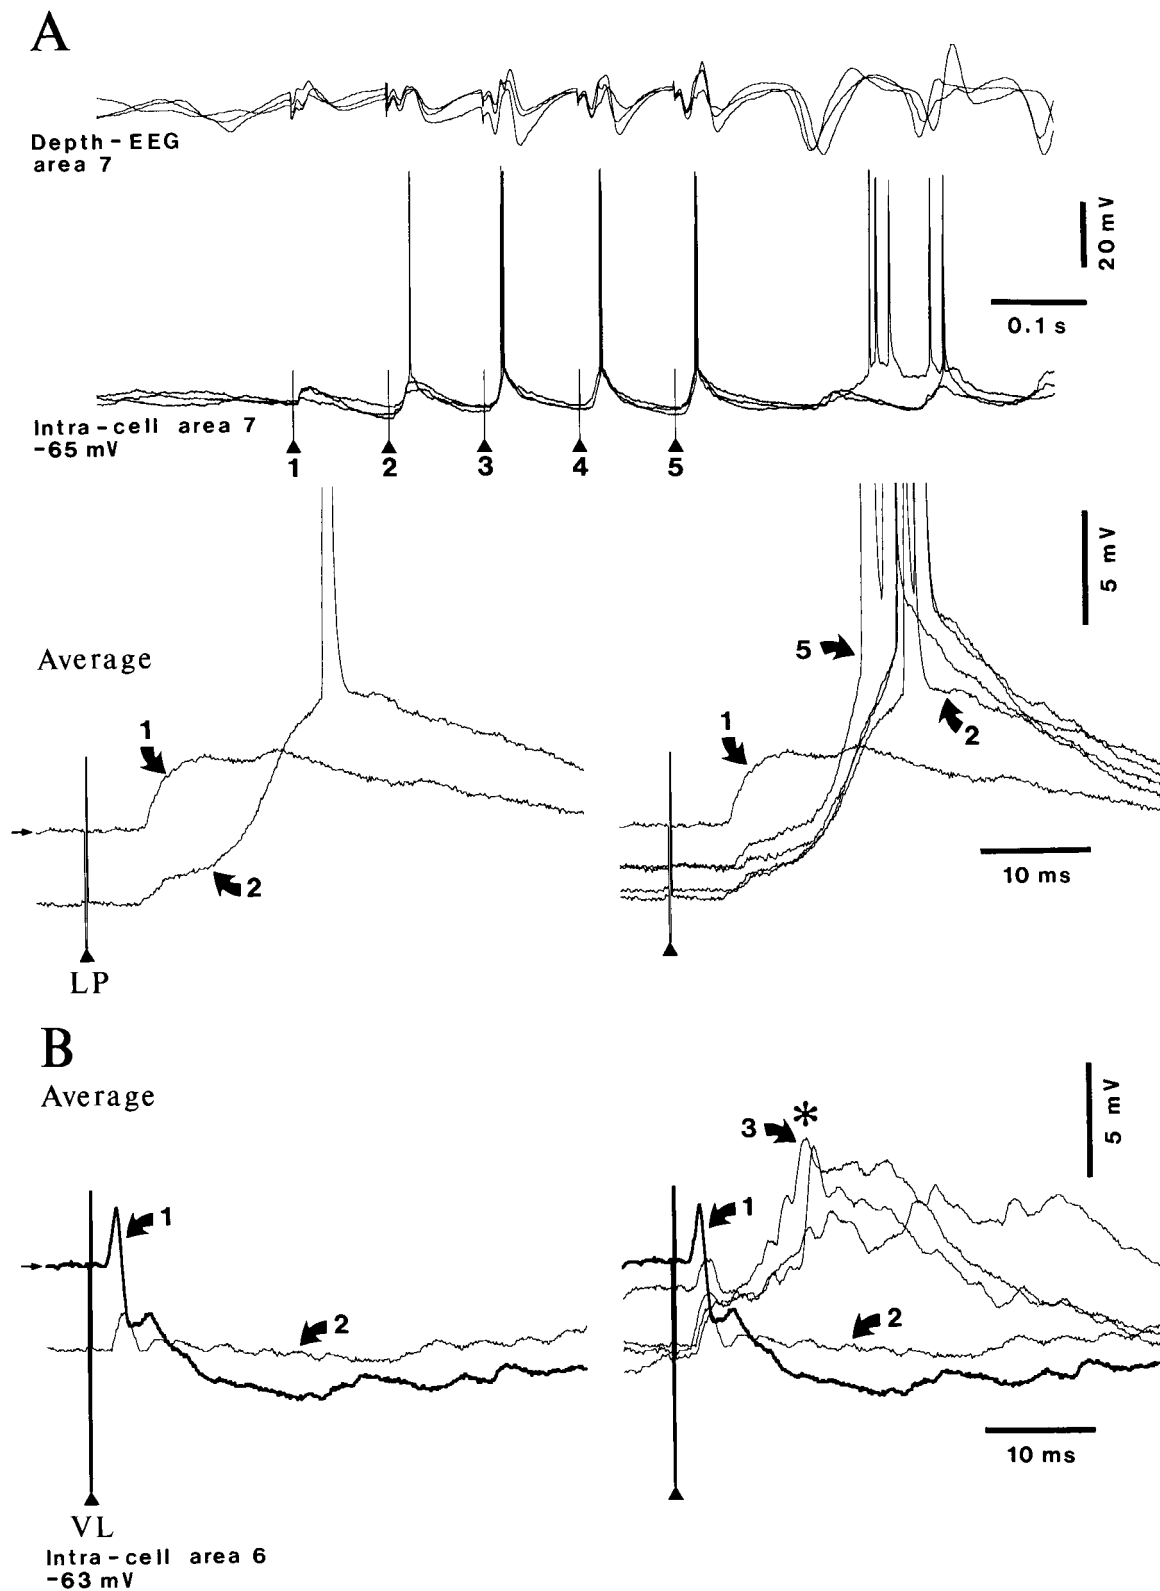 A
Depth-EEG
area 7
20 mV
0.1 s
Intra-cell area 7
-65 mV
1 2 3 4 5
5 mV
Average
1
2
5
1
2
10 ms
LP
B
Average
5 mV
3 *
1
2
1
2
10 ms
VL
Intra-cell area 6
-63 mV